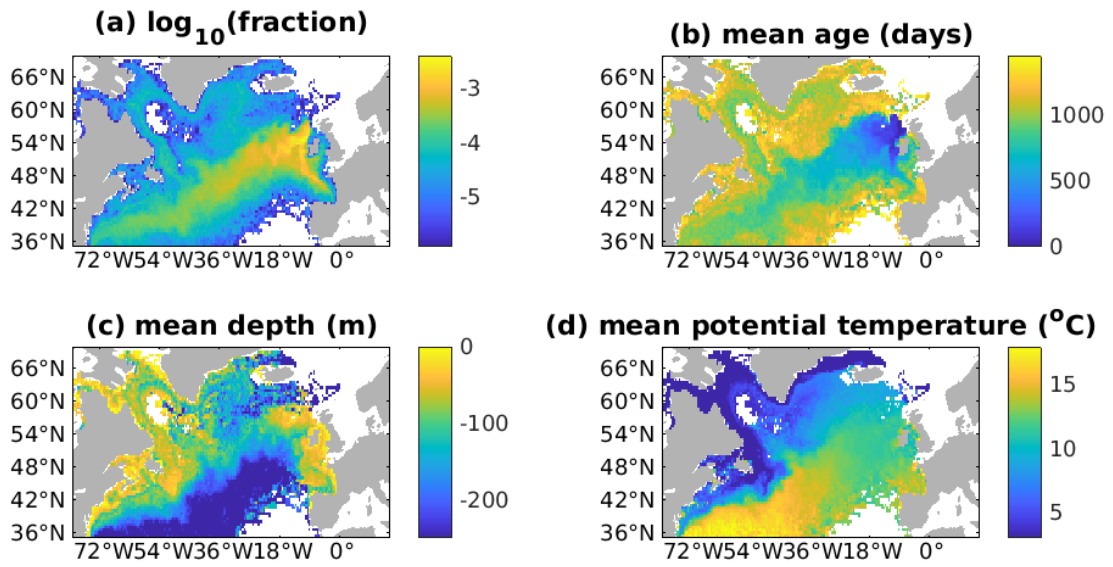 (a) log10(fraction)
66°N
60°N
54°N
48°N
42°N
36°N
72°W54°W36°W18°W 0°
-3
-4
-5
(b) mean age (days)
66°N
60°N
54°N
48°N
42°N
36°N
72°W54°W36°W18°W 0°
1000
500
0
(c) mean depth (m)
66°N
60°N
54°N
48°N
42°N
36°N
72°W54°W36°W18°W 0°
0
-100
-200
(d) mean potential temperature (°C)
66°N
60°N
54°N
48°N
42°N
36°N
72°W54°W36°W18°W 0°
15
10
5